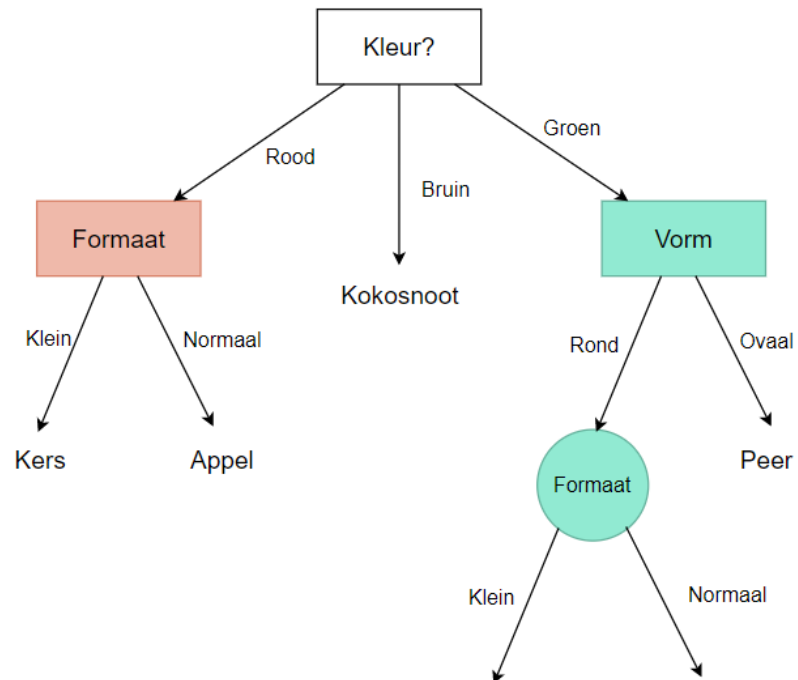 Kleur?
Rood
Bruin
Groen
Formaat
Vorm
Kokosnoot
Klein
Normaal
Rond
Ovaal
Kers
Appel
Peer
Formaat
Klein
Normaal